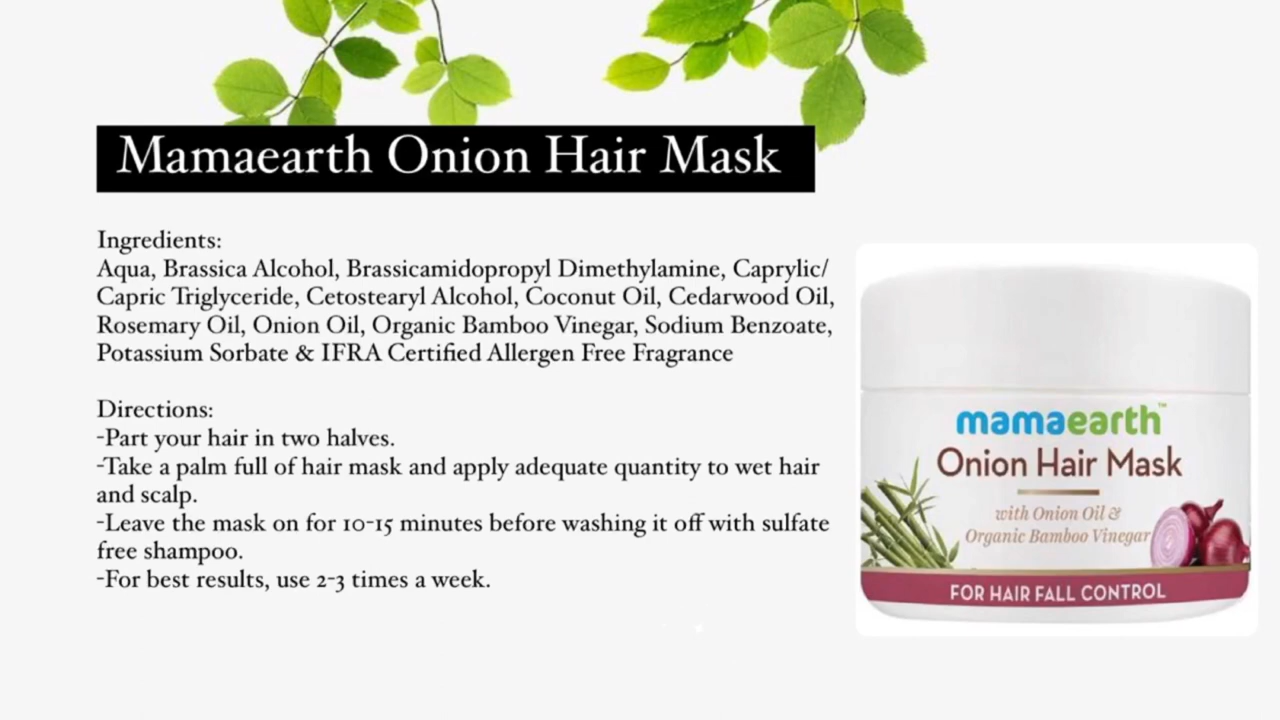 Mamaearth Onion Hair Mask
Ingredients:
Aqua, Brassica Alcohol, Brassicamidopropyl Dimethylamine, Caprylic/
Capric Triglyceride, Cetostearyl Alcohol, Coconut Oil, Cedarwood Oil,
Rosemary Oil, Onion Oil, Organic Bamboo Vinegar, Sodium Benzoate,
Potassium Sorbate & IFRA Certified Allergen Free Fragrance
Directions:
-Part your hair in two halves.
-Take a palm full of hair mask and apply adequate quantity to wet hair
and scalp.
-Leave the mask on for 10-15 minutes before washing it off with sulfate
free shampoo.
-For best results, use 2-3 times a week.
mamaearth™
Onion Hair Mask
with Onion Oil &
Organic Bamboo Vinegar
FOR HAIR FALL CONTROL